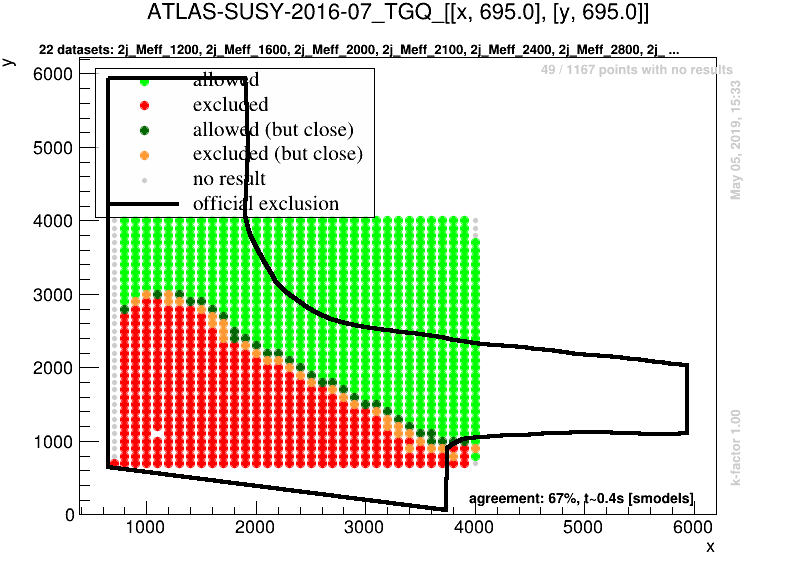 ATLAS-SUSY-2016-07_TGQ_[[x, 695.0], [y, 695.0]]
22 datasets: 2j_Meff_1200, 2j_Meff_1600, 2j_Meff_2000, 2j_Meff_2100, 2j_Meff_2400, 2j_Meff_2800, 2j_ ...
y
49 / 1167 points with no results
allowed
excluded
allowed (but close)
excluded (but close)
no result
official exclusion
6000
5000
4000
3000
2000
1000
0
May 05, 2019, 15:33
k-factor 1.00
agreement: 67%, t~0.4s [smodels]
1000 2000 3000 4000 5000 6000
x